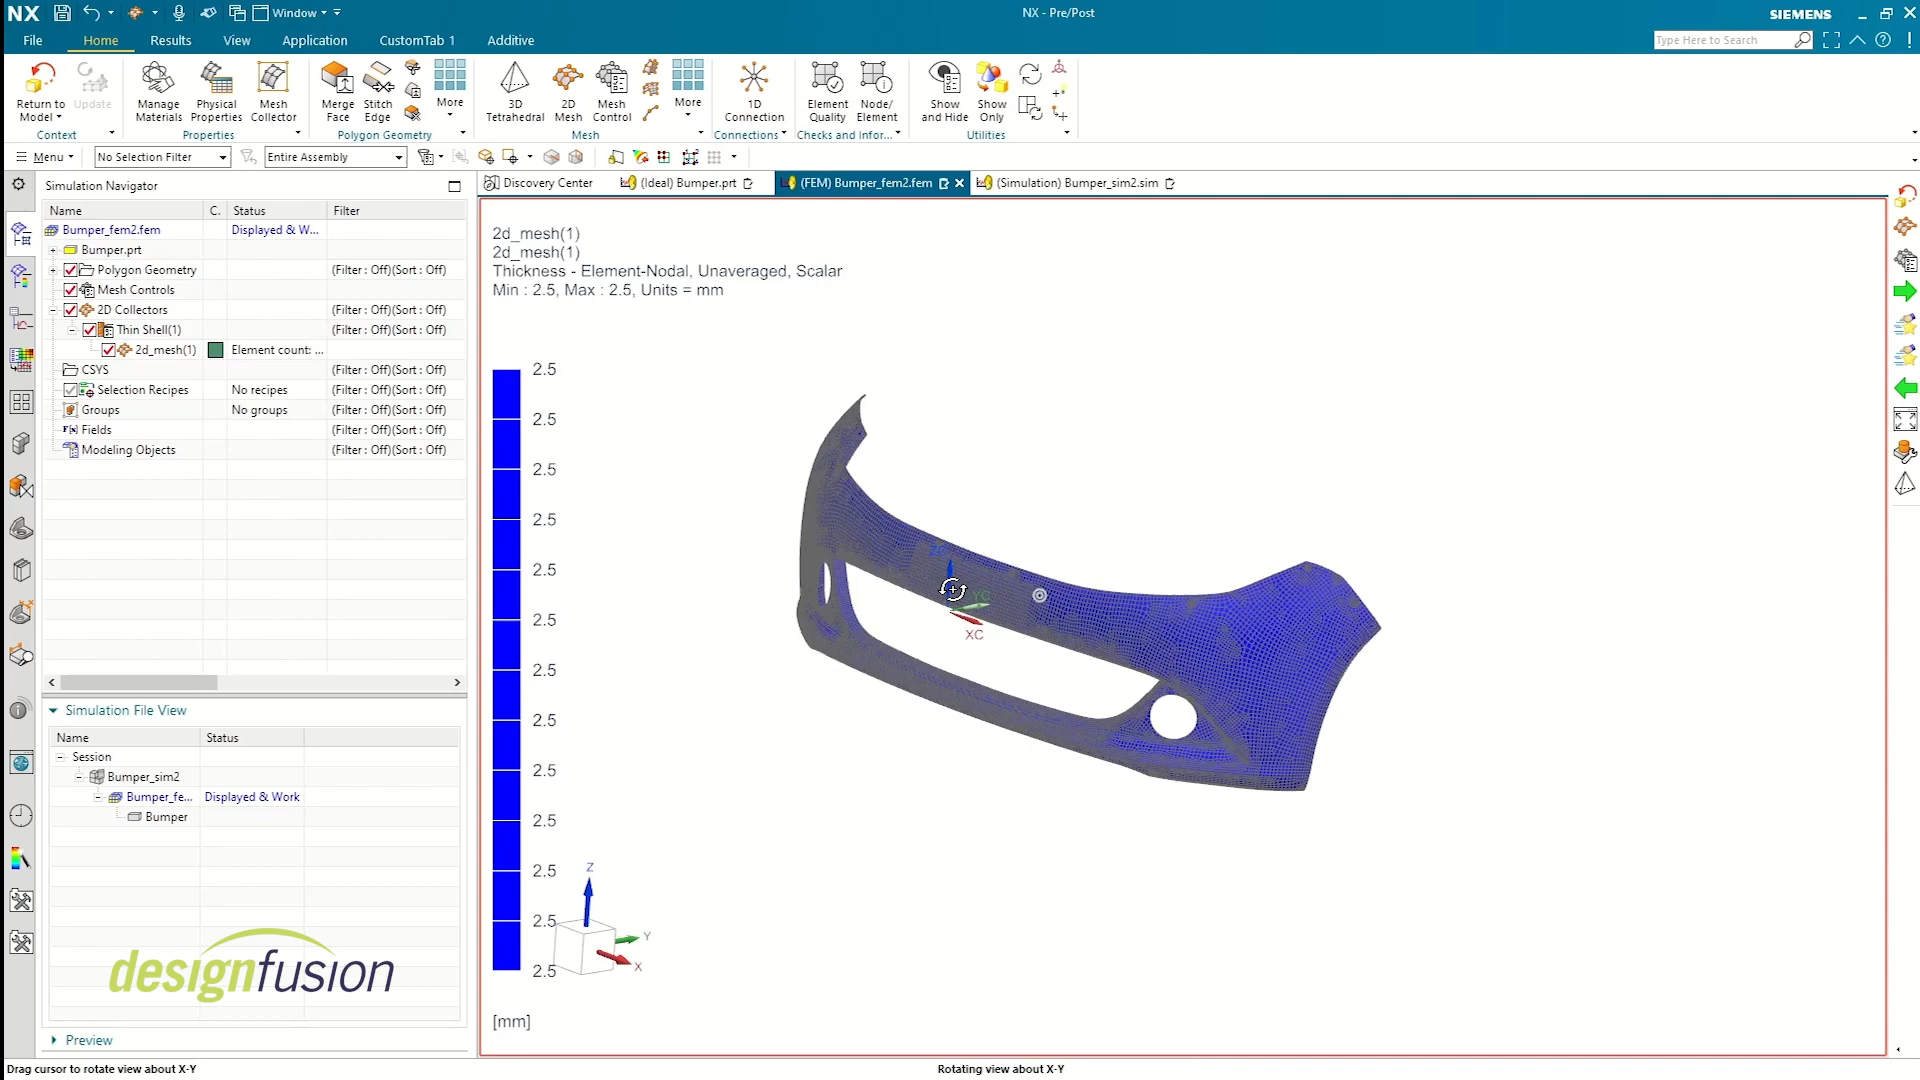 NX
Window
NX - Pre/Post
SIEMENS
File
Home
Results
View
Application
CustomTab 1
Additive
Type Here to Search
Return to Model
Update
Context
Manage Materials
Physical Properties
Mesh Collector
Properties
Merge Face
Stitch Edge
More
Polygon Geometry
3D Tetrahedral
2D Mesh
Mesh Control
More
Mesh
1D Connection
Connections
Element Quality
Node/ Element
Checks and Infor...
Show and Hide
Show Only
Utilities
Menu
No Selection Filter
Entire Assembly
Simulation Navigator
Discovery Center
(Ideal) Bumper.prt
(FEM) Bumper_fem2.fem
(Simulation) Bumper_sim2.sim
Name C. Status Filter
Bumper_fem2.fem Displayed & W...
Bumper.prt
Polygon Geometry (Filter : Off)(Sort : Off)
Mesh Controls
2D Collectors (Filter : Off)(Sort : Off)
Thin Shell(1) (Filter : Off)(Sort : Off)
2d_mesh(1) Element count: ...
CSYS (Filter : Off)(Sort : Off)
Selection Recipes No recipes (Filter : Off)(Sort : Off)
Groups No groups (Filter : Off)(Sort : Off)
Fields (Filter : Off)(Sort : Off)
Modeling Objects (Filter : Off)(Sort : Off)
Simulation File View
Name Status
Session
Bumper_sim2
Bumper_fe... Displayed & Work
Bumper
designfusion
Preview
2d_mesh(1)
2d_mesh(1)
Thickness - Element-Nodal, Unaveraged, Scalar
Min : 2.5, Max : 2.5, Units = mm
2.5
2.5
2.5
2.5
2.5
2.5
2.5
2.5
2.5
2.5
2.5
2.5
2.5
[mm]
ZC
YC
XC
Z
Y
X
Drag cursor to rotate view about X-Y
Rotating view about X-Y